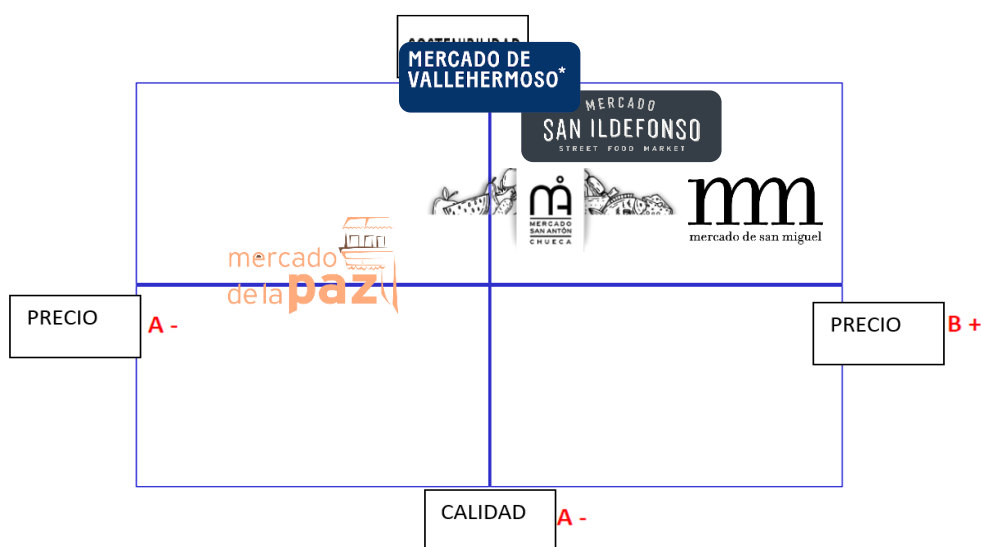 MERCADO DE
VALLEHERMOSO*
MERCADO
SAN ILDEFONSO
STREET FOOD MARKET
MERCADO
SAN ANTÓN
CHUECA
mercado de san miguel
mercado
de la paz
PRECIO A -
PRECIO B +
CALIDAD A -